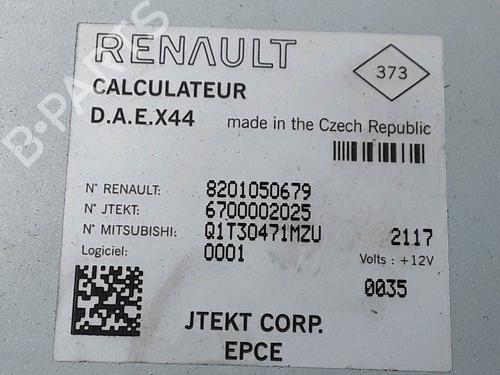 RENAULT
373
CALCULATEUR
D.A.E.X44
made in the Czech Republic
N° RENAULT: 8201050679
N° JTEKT: 6700002025
N° MITSUBISHI: Q1T30471MZU 2117
Logiciel: 0001 Volts : +12V
0035
JTEKT CORP.
EPCE
B-PARTS